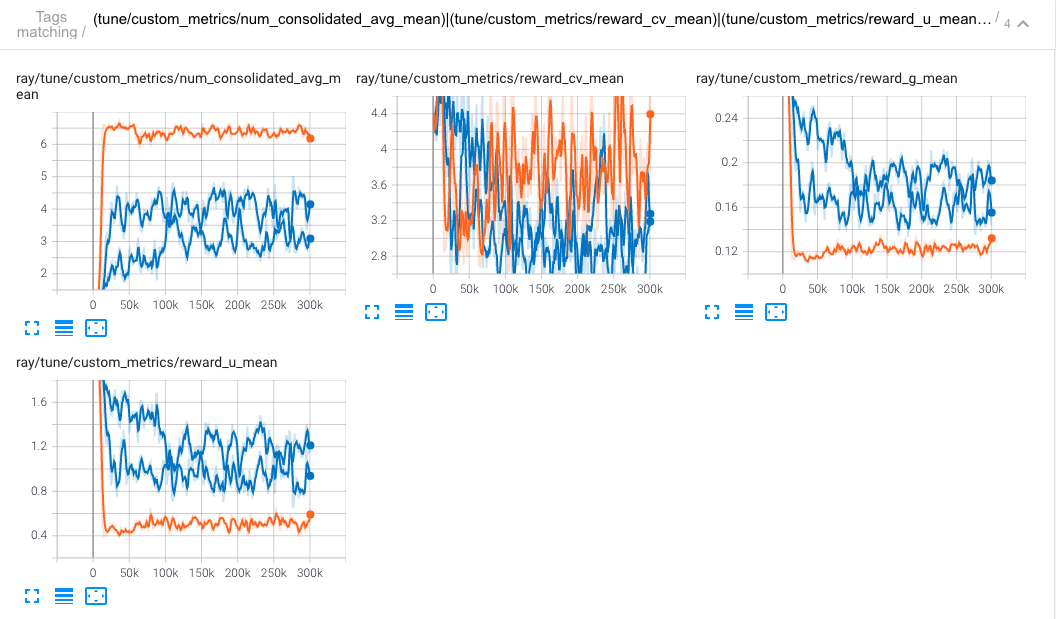 Tags matching /
(tune/custom_metrics/num_consolidated_avg_mean)|(tune/custom_metrics/reward_cv_mean)|(tune/custom_metrics/reward_u_mean… / 4
ray/tune/custom_metrics/num_consolidated_avg_m
ean
6
5
4
3
2
0 50k 100k 150k 200k 250k 300k
ray/tune/custom_metrics/reward_cv_mean
4.4
4
3.6
3.2
2.8
0 50k 100k 150k 200k 250k 300k
ray/tune/custom_metrics/reward_g_mean
0.24
0.2
0.16
0.12
0 50k 100k 150k 200k 250k 300k
ray/tune/custom_metrics/reward_u_mean
1.6
1.2
0.8
0.4
0 50k 100k 150k 200k 250k 300k